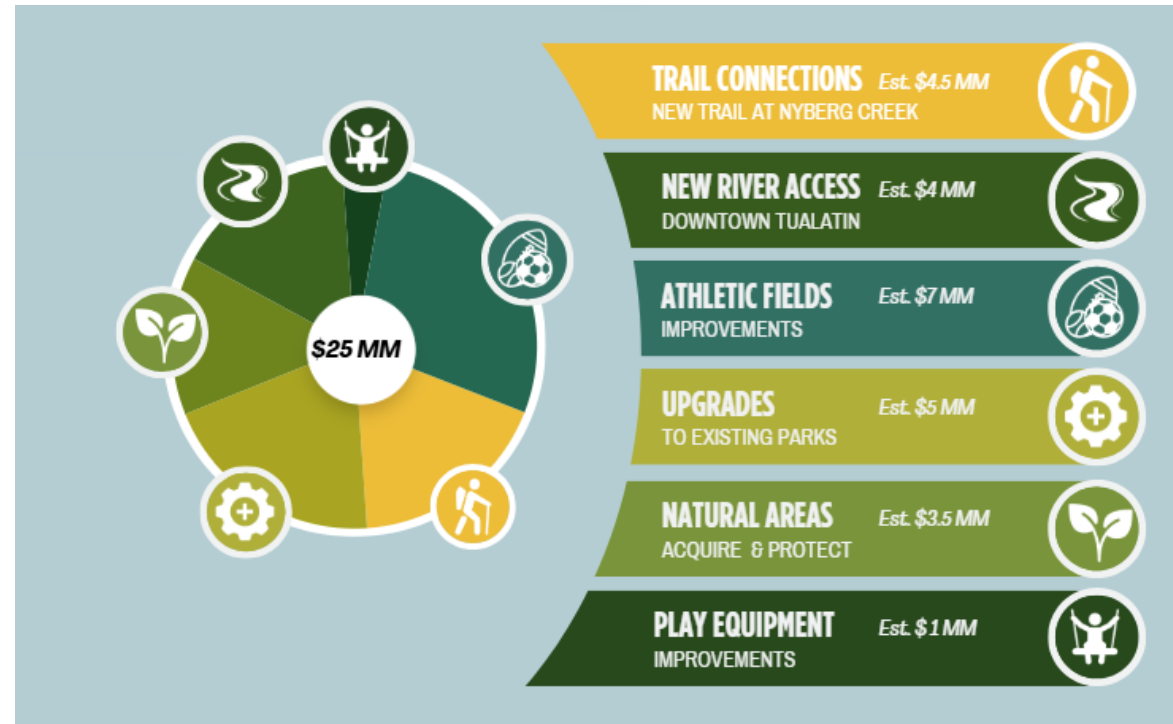 $25 MM
TRAIL CONNECTIONS Est. $4.5 MM
NEW TRAIL AT NYBERG CREEK
NEW RIVER ACCESS Est. $4 MM
DOWNTOWN TUALATIN
ATHLETIC FIELDS Est. $7 MM
IMPROVEMENTS
UPGRADES Est. $5 MM
TO EXISTING PARKS
NATURAL AREAS Est. $3.5 MM
ACQUIRE & PROTECT
PLAY EQUIPMENT Est. $1 MM
IMPROVEMENTS